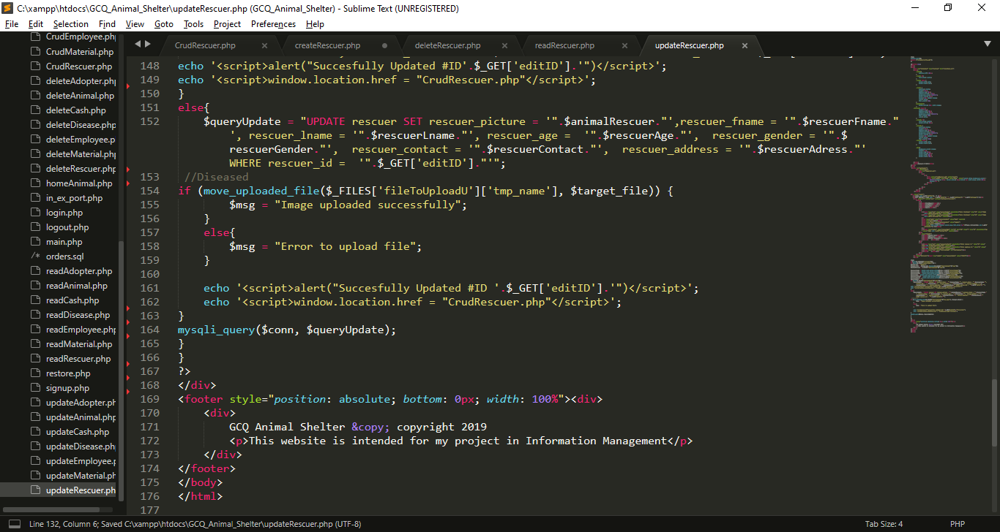 C:\xampp\htdocs\GCQ_Animal_Shelter\updateRescuer.php (GCQ_Animal_Shelter) - Sublime Text (UNREGISTERED)
File Edit Selection Find View Goto Tools Project Preferences Help
CrudEmployee.php
CrudMaterial.php
CrudRescuer.php
deleteAdopter.php
deleteAnimal.php
deleteCash.php
deleteDisease.php
deleteEmployee.p
deleteMaterial.php
deleteRescuer.php
homeAnimal.php
in_ex_port.php
login.php
logout.php
main.php
/* orders.sql
readAdopter.php
readAnimal.php
readCash.php
readDisease.php
readEmployee.php
readMaterial.php
readRescuer.php
restore.php
signup.php
updateAdopter.ph
updateAnimal.php
updateCash.php
updateDisease.ph
updateEmployee.p
updateMaterial.ph
updateRescuer.ph
CrudRescuer.php × createRescuer.php deleteRescuer.php × readRescuer.php × updateRescuer.php ×
148 echo '<script>alert("Succesfully Updated #ID'.$_GET['editID'].'")</script>';
149 echo '<script>window.location.href = "CrudRescuer.php"</script>';
150 }
151 else{
152 $queryUpdate = "UPDATE rescuer SET rescuer_picture = '".$animalRescuer."',rescuer_fname = '".$rescuerFname."
', rescuer_lname = '".$rescuerLname."', rescuer_age =  '".$rescuerAge."',  rescuer_gender = '".$
rescuerGender."',  rescuer_contact = '".$rescuerContact."',  rescuer_address = '".$rescuerAdress."'
WHERE rescuer_id =  '".$_GET['editID']."'";
153 //Diseased
154 if (move_uploaded_file($_FILES['fileToUploadU']['tmp_name'], $target_file)) {
155 $msg = "Image uploaded successfully";
156 }
157 else{
158 $msg = "Error to upload file";
159 }
160
161 echo '<script>alert("Succesfully Updated #ID '.$_GET['editID'].'")</script>';
162 echo '<script>window.location.href = "CrudRescuer.php"</script>';
163 }
164 mysqli_query($conn, $queryUpdate);
165 }
166 }
167 ?>
168 </div>
169 <footer style="position: absolute; bottom: 0px; width: 100%"><div>
170 <div>
171 GCQ Animal Shelter &copy; copyright 2019
172 <p>This website is intended for my project in Information Management</p>
173 </div>
174 </footer>
175 </body>
176 </html>
177
Line 132, Column 6; Saved C:\xampp\htdocs\GCQ_Animal_Shelter\updateRescuer.php (UTF-8) Tab Size: 4 PHP